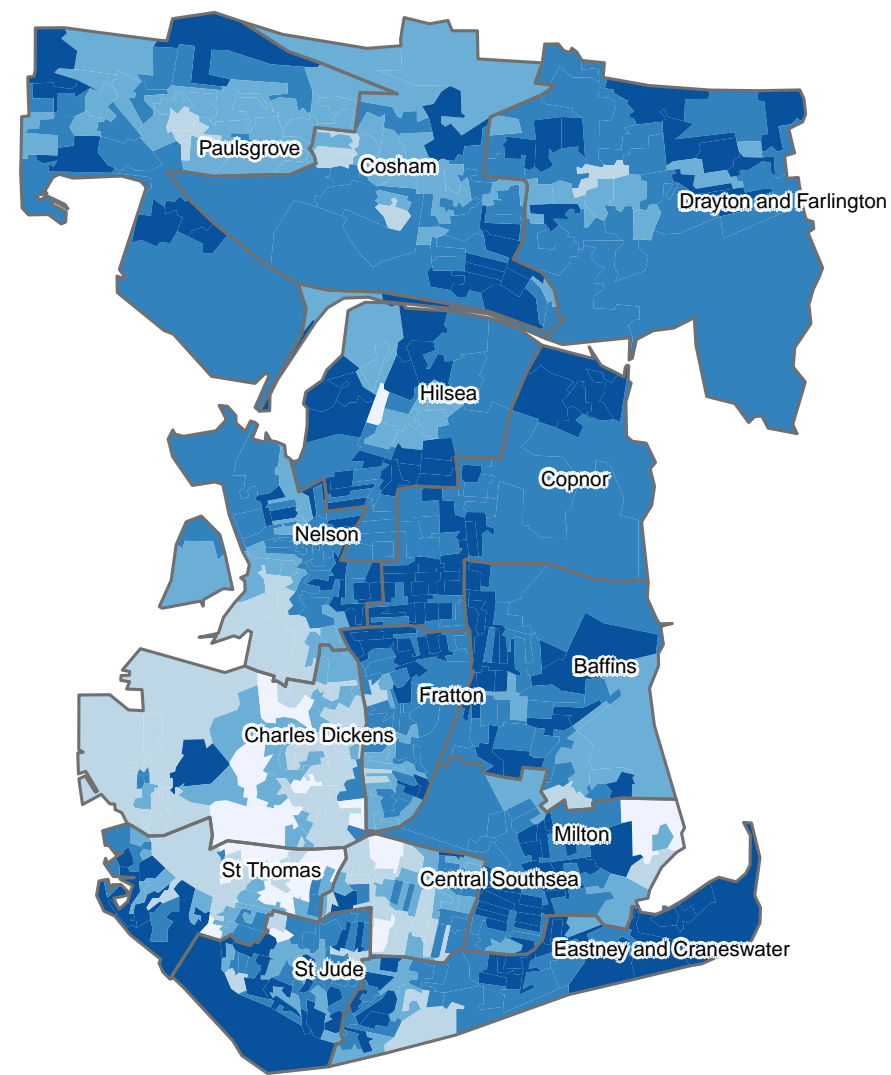 Paulsgrove
Cosham
Drayton and Farlington
Hilsea
Copnor
Nelson
Baffins
Fratton
Charles Dickens
Milton
St Thomas
Central Southsea
Eastney and Craneswater
St Jude